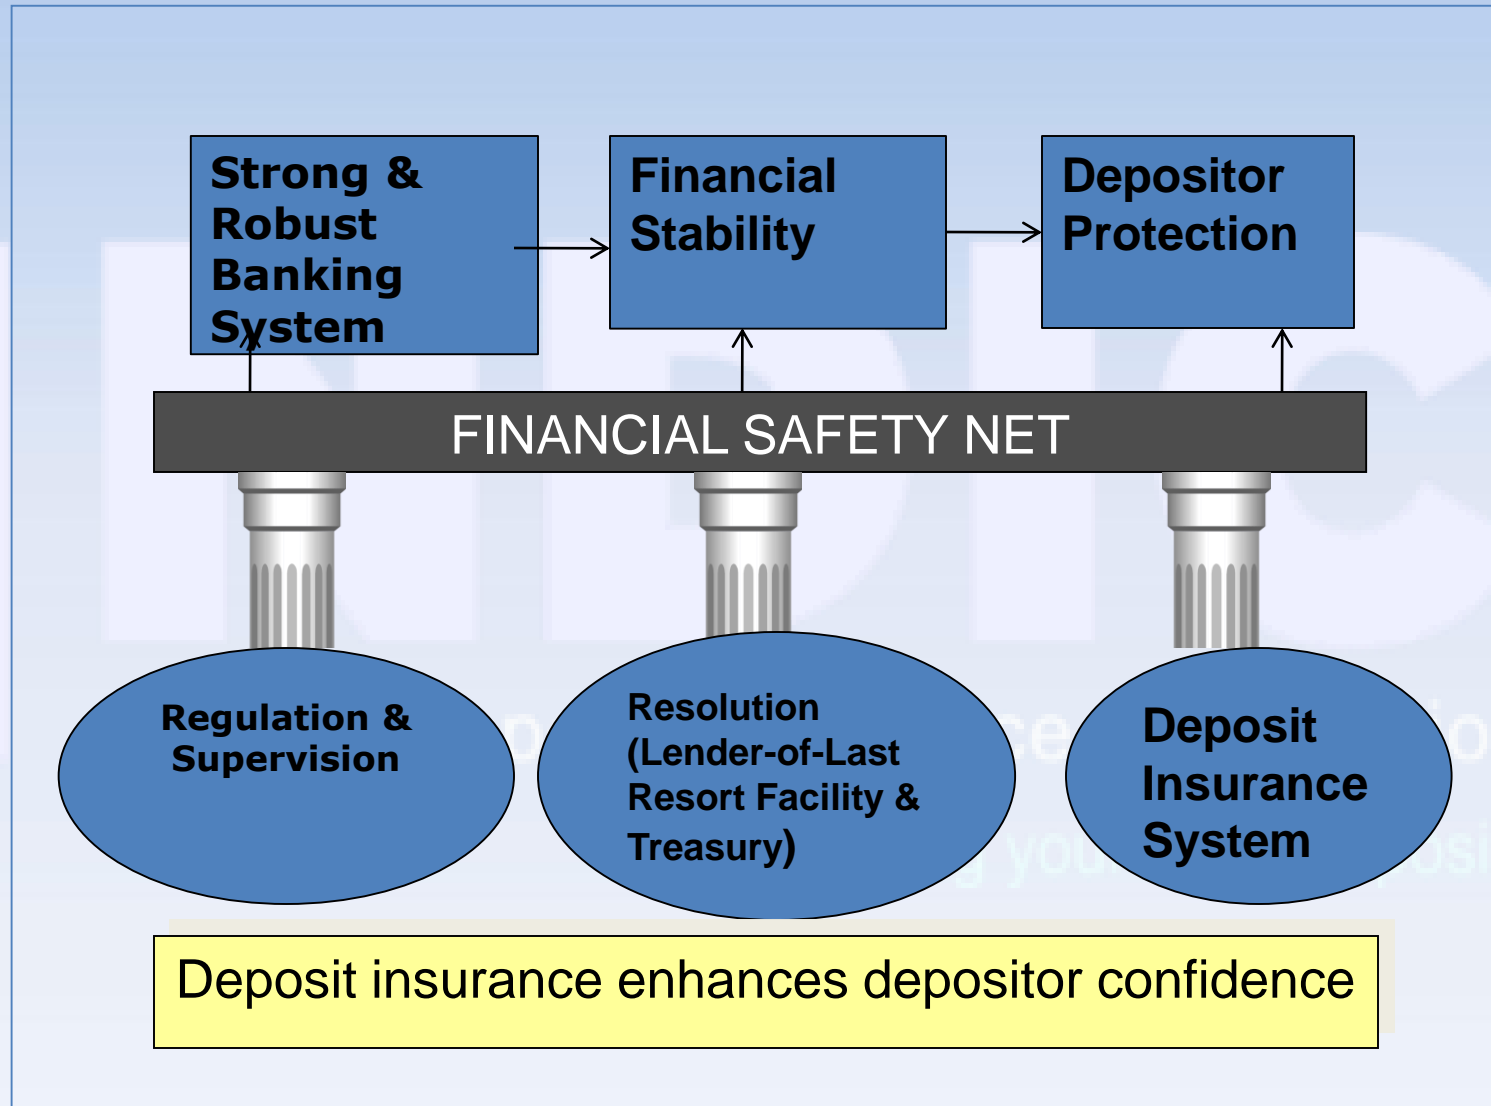 Strong &
Robust
Banking
System
Financial
Stability
Depositor
Protection
FINANCIAL SAFETY NET
Regulation &
Supervision
Resolution
(Lender-of-Last
Resort Facility &
Treasury)
Deposit
Insurance
System
Deposit insurance enhances depositor confidence
NDIC